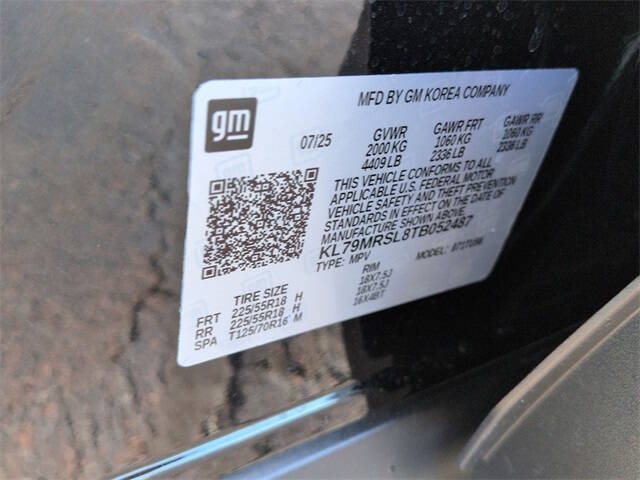 gm
MFD BY GM KOREA COMPANY
07/25 GVWR GAWR FRT GAWR RR
2000 KG 1060 KG 1060 KG
4409 LB 2336 LB 2336 LB
THIS VEHICLE CONFORMS TO ALL
APPLICABLE U.S. FEDERAL MOTOR
VEHICLE SAFETY AND THEFT PREVENTION
STANDARDS IN EFFECT ON THE DATE OF
MANUFACTURE SHOWN ABOVE.
KL79MRSL8TB052487
TYPE: MPV MODEL:
TIRE SIZE RIM
FRT 225/55R18 H 18X7.5J
RR 225/55R18 H 18X7.5J
SPA T125/70R16 M 16X4BT